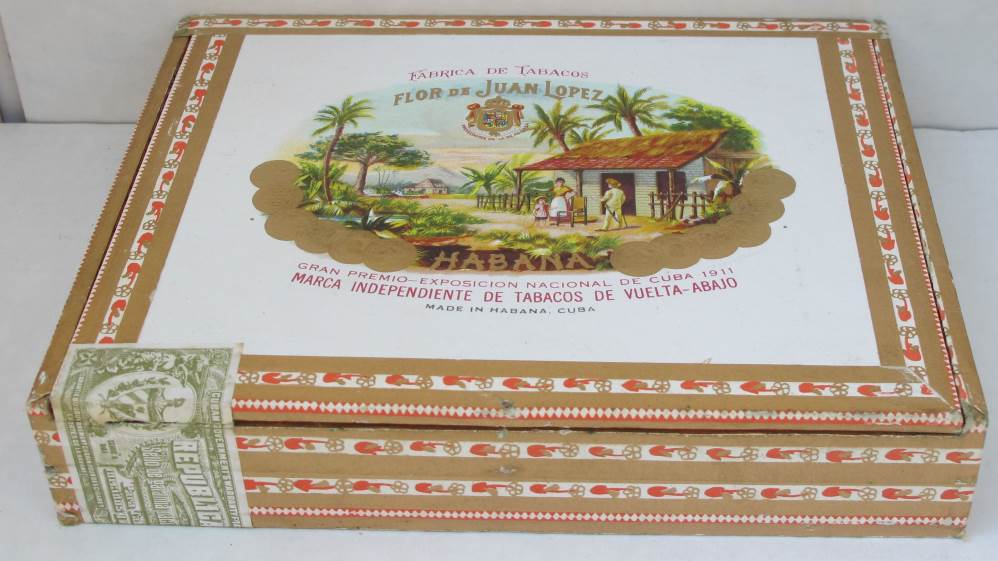 FABRICA DE TABACOS
FLOR DE JUAN LOPEZ
HABANA
GRAN PREMIO—EXPOSICION NACIONAL DE CUBA 1911
MARCA INDEPENDIENTE DE TABACOS DE VUELTA-ABAJO
MADE IN HABANA, CUBA
REPUBLICA